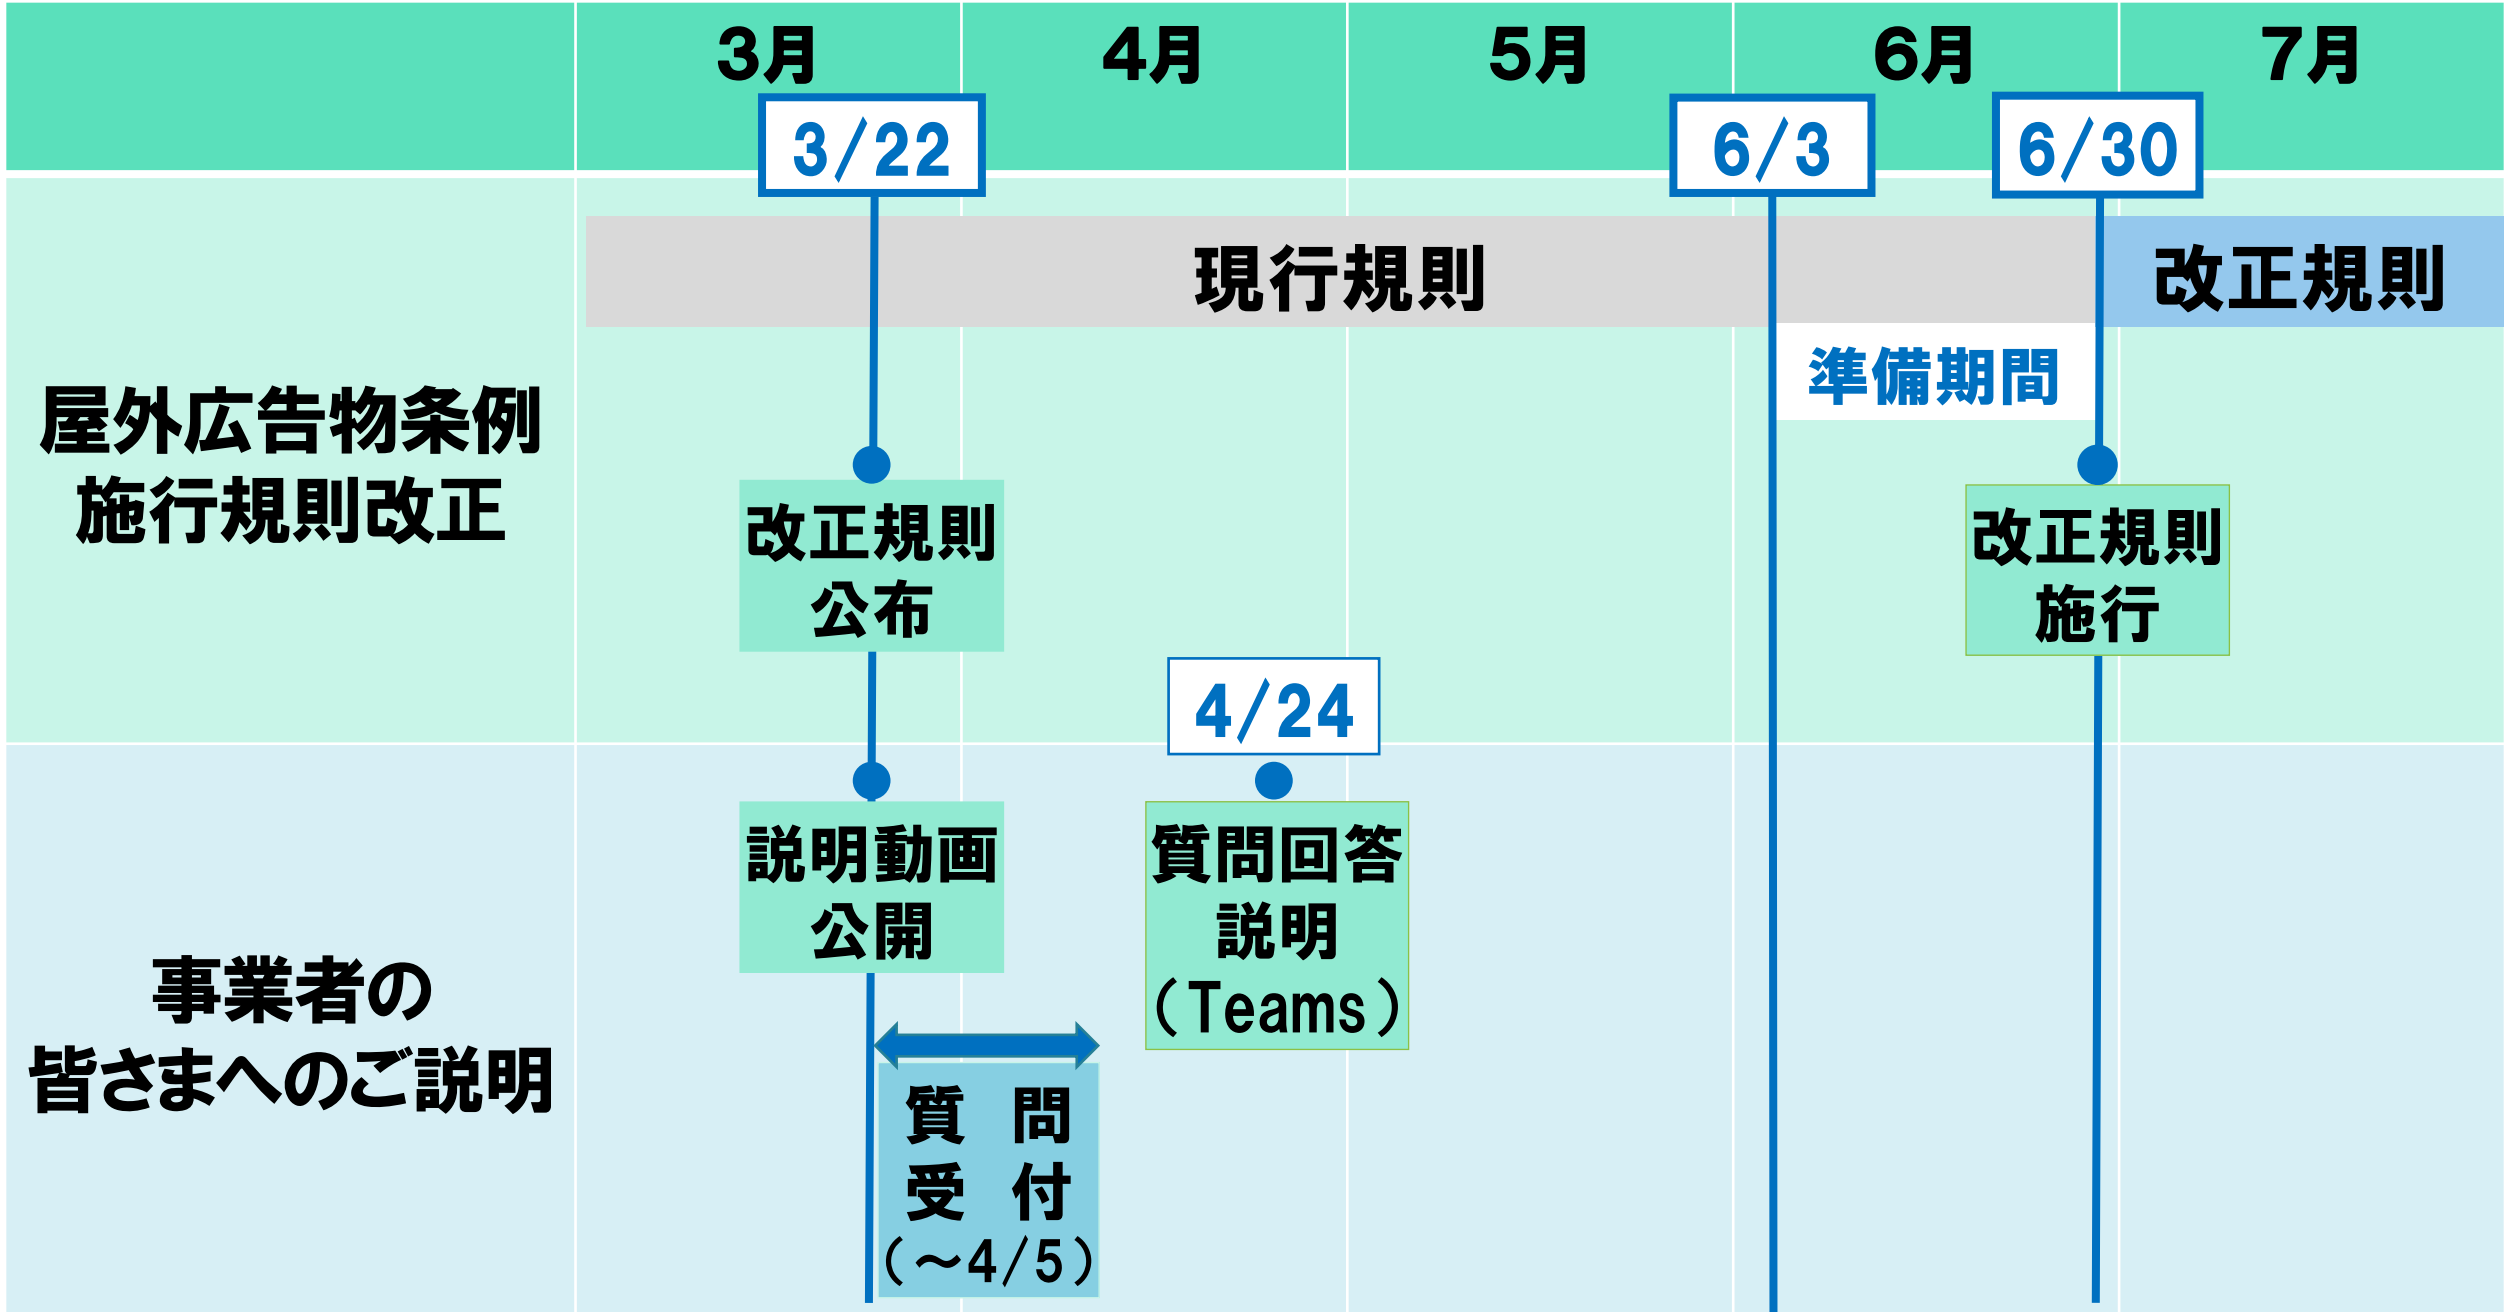 3月
4月
5月
6月
7月
3/22
6/3
6/30
現行規則
改正規則
準備期間
屋外広告物条例
施行規則改正
改正規則
公布
改正規則
施行
4/24
事業者の
皆さまへのご説明
説明動画
公開
質問回答
説明
（Teams）
質　問
受　付
（～4/5）